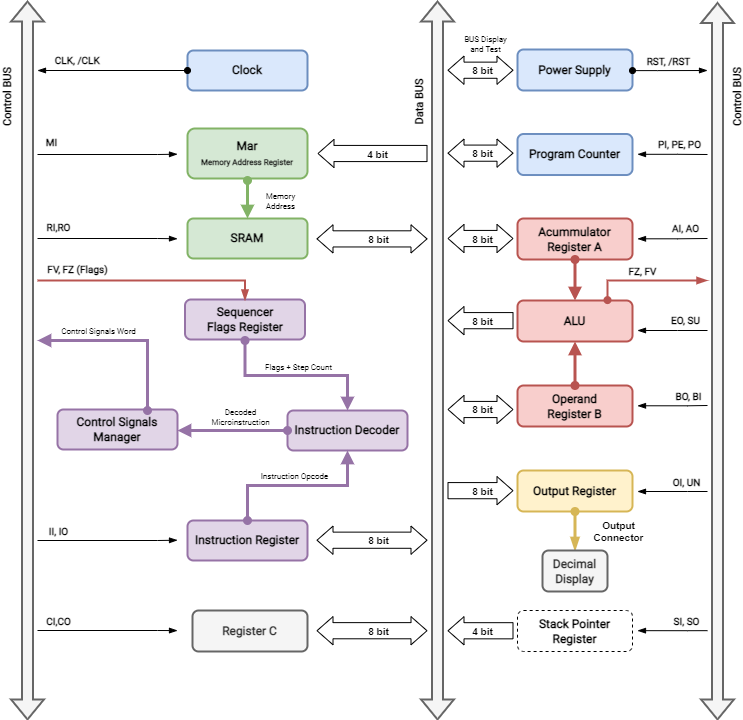 Control BUS
CLK, /CLK
Clock
MI
Mar
Memory Address Register
4 bit
Memory
Address
RI,RO
SRAM
8 bit
FV, FZ (Flags)
Sequencer
Flags Register
Control Signals Word
Flags + Step Count
Control Signals
Manager
Decoded
Microinstruction
Instruction Decoder
Instruction Opcode
II, IO
Instruction Register
8 bit
CI,CO
Register C
8 bit
Data BUS
BUS Display
and Test
8 bit
Power Supply
RST, /RST
8 bit
Program Counter
PI, PE, PO
8 bit
Acummulator
Register A
AI, AO
FZ, FV
8 bit
ALU
EO, SU
8 bit
Operand
Register B
BO, BI
8 bit
Output Register
OI, UN
Output
Connector
Decimal
Display
4 bit
Stack Pointer
Register
SI, SO
Control BUS